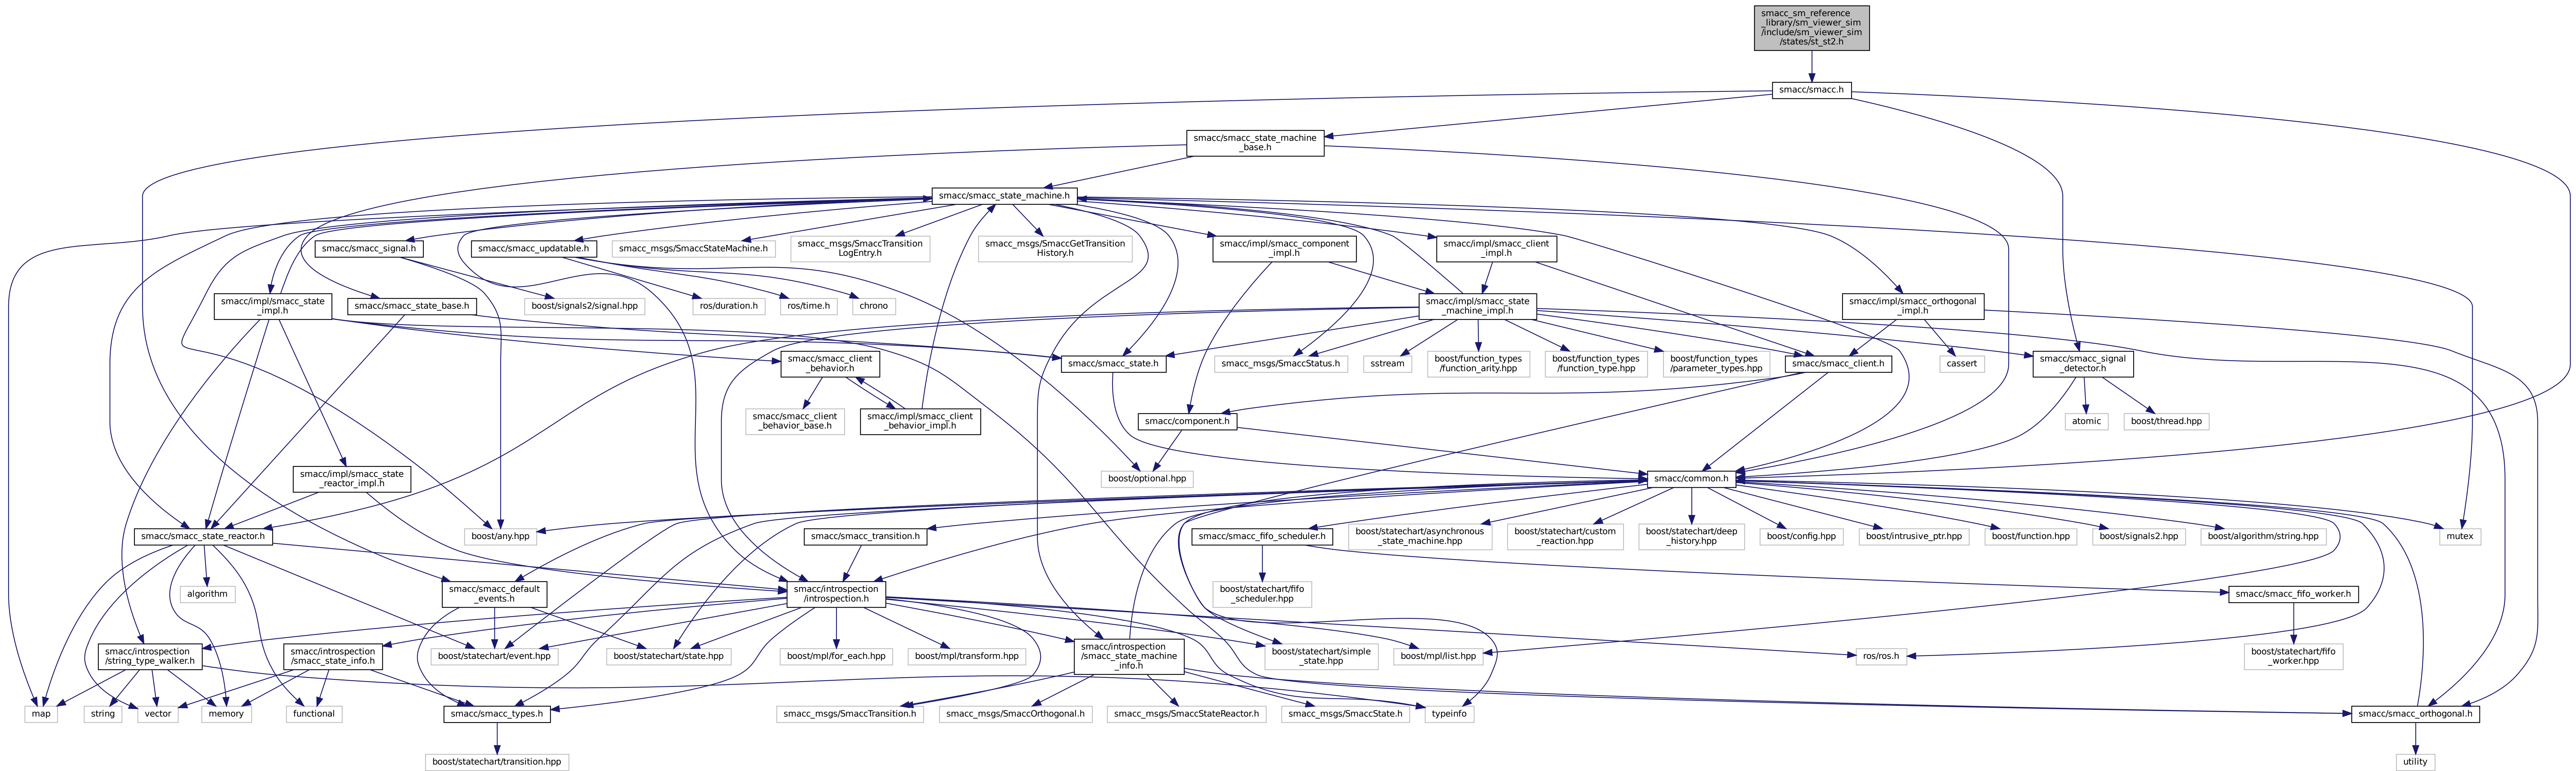 smacc_sm_reference
_library/sm_viewer_sim
/include/sm_viewer_sim
/states/st_st2.h
smacc/smacc.h
smacc/smacc_state_machine
_base.h
smacc/smacc_state_machine.h
smacc/smacc_signal.h
smacc/smacc_updatable.h
smacc_msgs/SmaccStateMachine.h
smacc_msgs/SmaccTransition
LogEntry.h
smacc_msgs/SmaccGetTransition
History.h
smacc/impl/smacc_component
_impl.h
smacc/impl/smacc_client
_impl.h
smacc/impl/smacc_state
_impl.h
smacc/smacc_state_base.h
boost/signals2/signal.hpp
ros/duration.h
ros/time.h
chrono
smacc/impl/smacc_state
_machine_impl.h
smacc/impl/smacc_orthogonal
_impl.h
smacc/smacc_client
_behavior.h
smacc/smacc_state.h
smacc_msgs/SmaccStatus.h
sstream
boost/function_types
/function_arity.hpp
boost/function_types
/function_type.hpp
boost/function_types
/parameter_types.hpp
smacc/smacc_client.h
cassert
smacc/smacc_signal
_detector.h
smacc/smacc_client
_behavior_base.h
smacc/impl/smacc_client
_behavior_impl.h
smacc/component.h
atomic
boost/thread.hpp
smacc/impl/smacc_state
_reactor_impl.h
boost/optional.hpp
smacc/common.h
smacc/smacc_state_reactor.h
boost/any.hpp
smacc/smacc_transition.h
smacc/smacc_fifo_scheduler.h
boost/statechart/asynchronous
_state_machine.hpp
boost/statechart/custom
_reaction.hpp
boost/statechart/deep
_history.hpp
boost/config.hpp
boost/intrusive_ptr.hpp
boost/function.hpp
boost/signals2.hpp
boost/algorithm/string.hpp
mutex
algorithm
smacc/smacc_default
_events.h
smacc/introspection
/introspection.h
boost/statechart/fifo
_scheduler.hpp
smacc/smacc_fifo_worker.h
smacc/introspection
/string_type_walker.h
smacc/introspection
/smacc_state_info.h
boost/statechart/event.hpp
boost/statechart/state.hpp
boost/mpl/for_each.hpp
boost/mpl/transform.hpp
smacc/introspection
/smacc_state_machine
_info.h
boost/statechart/simple
_state.hpp
boost/mpl/list.hpp
ros/ros.h
boost/statechart/fifo
_worker.hpp
map
string
vector
memory
functional
smacc/smacc_types.h
smacc_msgs/SmaccTransition.h
smacc_msgs/SmaccOrthogonal.h
smacc_msgs/SmaccStateReactor.h
smacc_msgs/SmaccState.h
typeinfo
smacc/smacc_orthogonal.h
boost/statechart/transition.hpp
utility